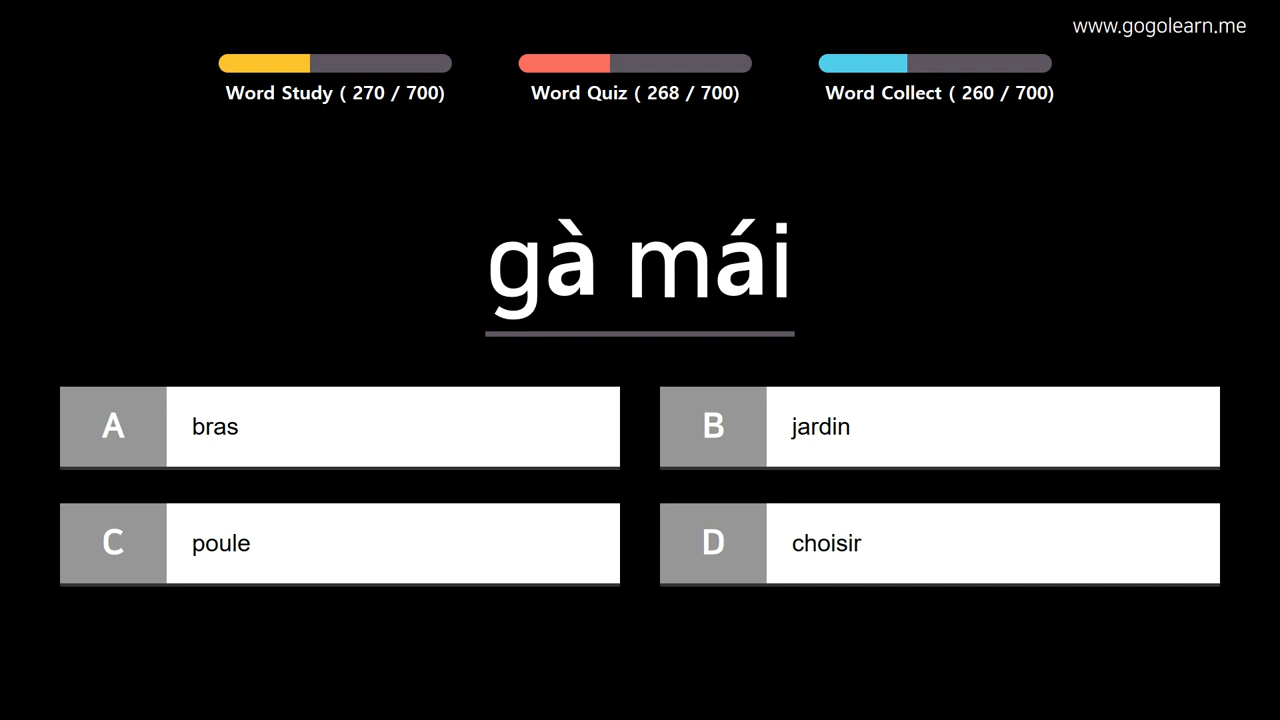 www.gogolearn.me
Word Study ( 270 / 700)
Word Quiz ( 268 / 700)
Word Collect ( 260 / 700)
gà mái
A bras
B jardin
C poule
D choisir